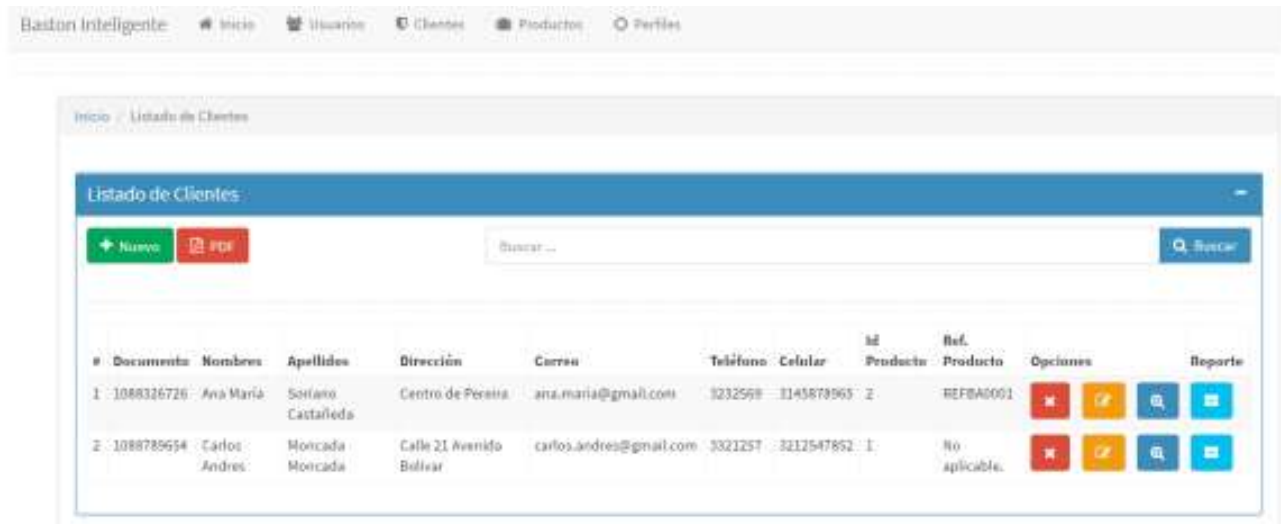 Baston Inteligente Inicio Usuarios Clientes Productos Perfiles
Inicio / Listado de Clientes
Listado de Clientes
Nuevo PDF Buscar ... Buscar
# Documento Nombres Apellidos Dirección Correo Teléfono Celular Id Producto Ref. Producto Opciones Reporte
1 1088326726 Ana María Soriano Castañeda Centro de Pereira ana.maria@gmail.com 3232569 3145878965 2 REFBA0001
2 1088789654 Carlos Andres Moncada Moncada Calle 21 Avenida Bolivar carlos.andres@gmail.com 3321257 3212547852 1 No aplicable.